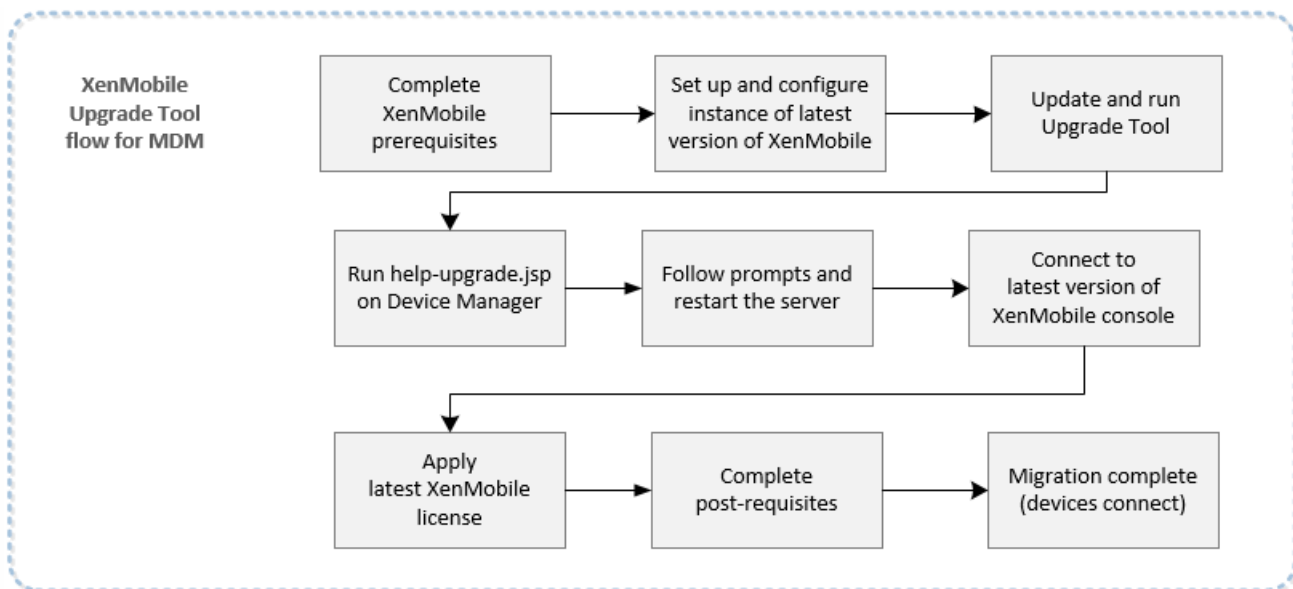 XenMobile
Upgrade Tool
flow for MDM
Complete
XenMobile
prerequisites
Set up and configure
instance of latest
version of XenMobile
Update and run
Upgrade Tool
Run help-upgrade.jsp
on Device Manager
Follow prompts and
restart the server
Connect to
latest version of
XenMobile console
Apply
latest XenMobile
license
Complete
post-requisites
Migration complete
(devices connect)